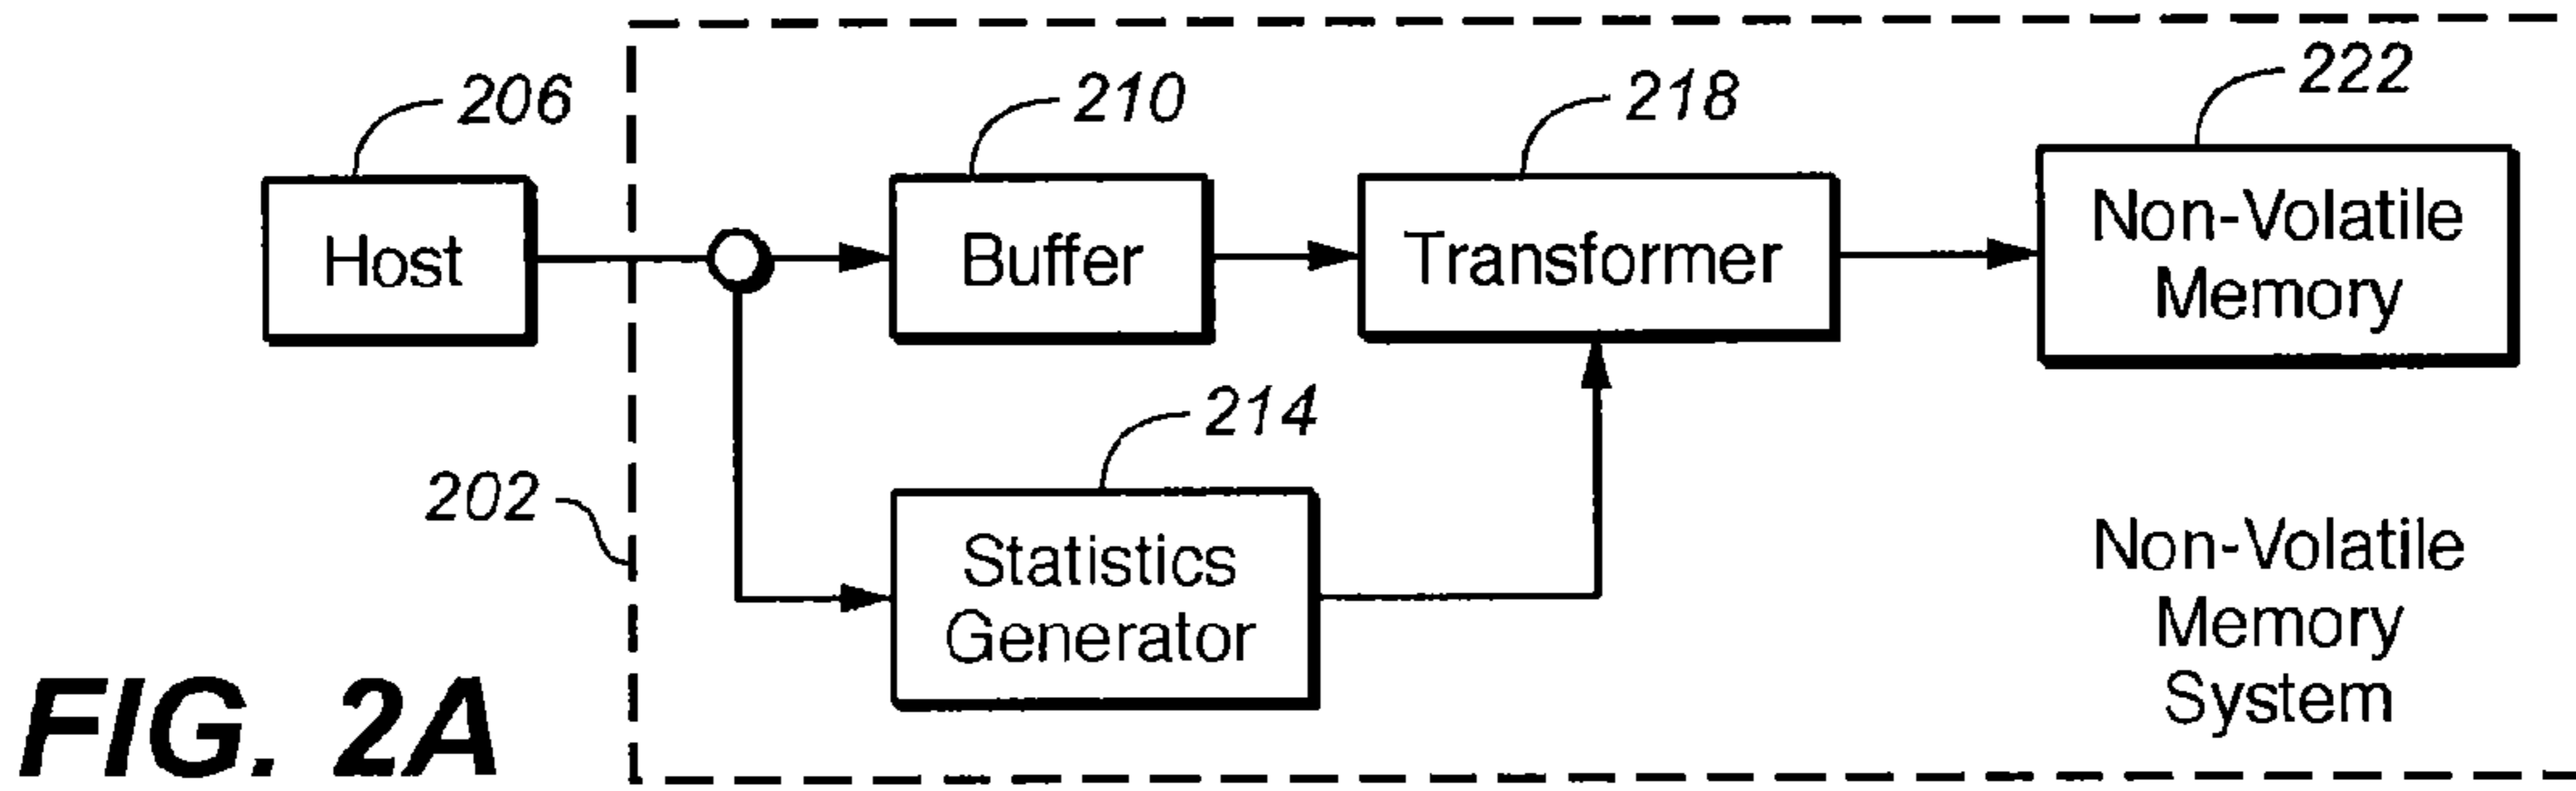 206
210
218
222
Host
Buffer
Transformer
Non-Volatile
Memory
214
202
Statistics
Generator
Non-Volatile
Memory
System
FIG. 2A